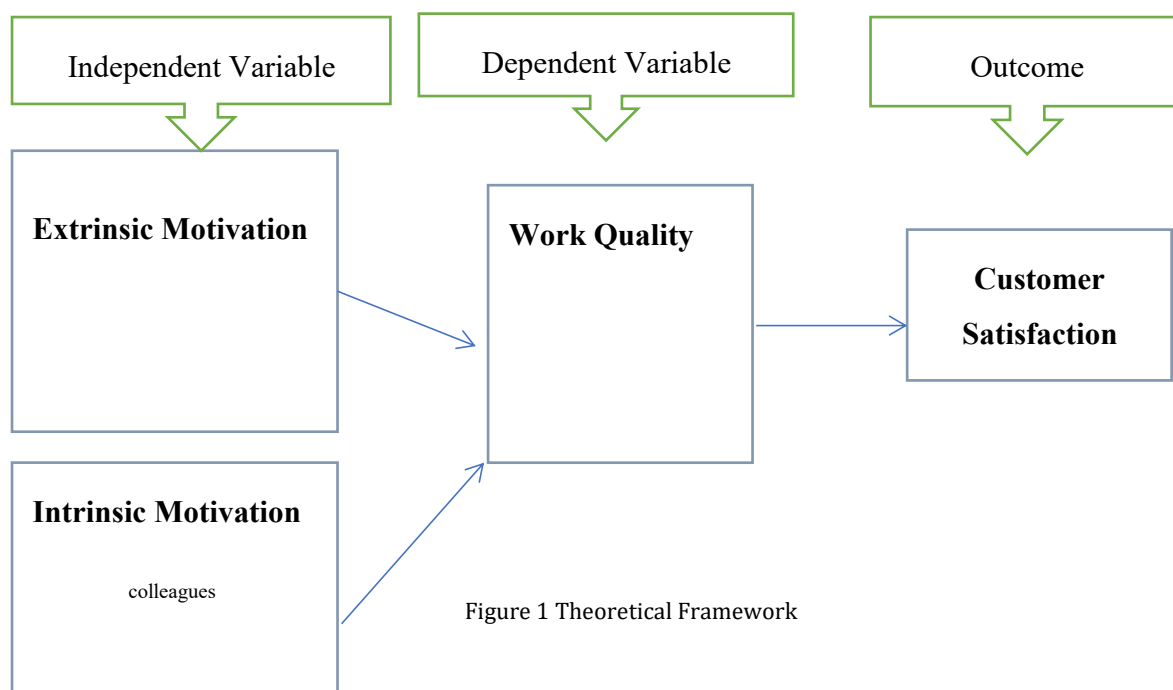 Independent Variable
Dependent Variable
Outcome
Extrinsic Motivation
Work Quality
Customer
Satisfaction
Intrinsic Motivation
colleagues
Figure 1 Theoretical Framework